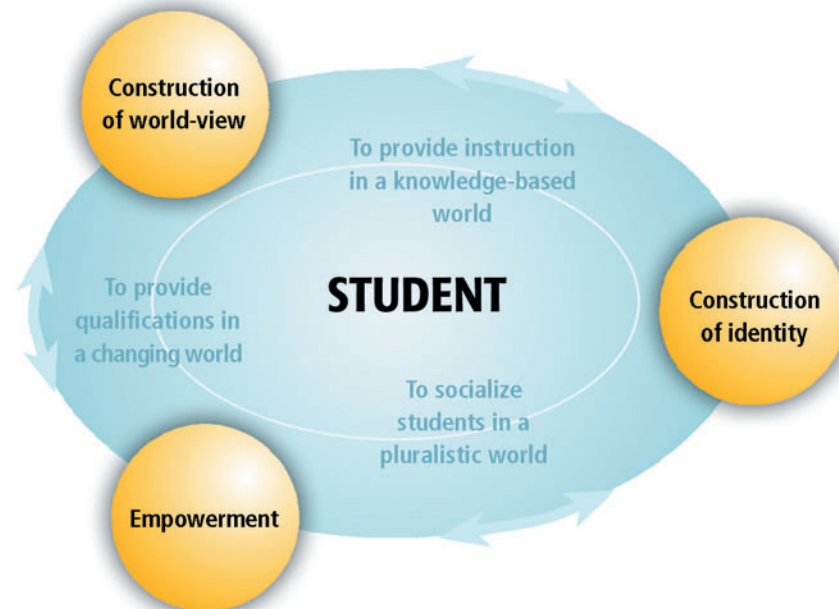 Construction
of world-view
To provide instruction
in a knowledge-based
world
STUDENT
To provide
qualifications in
a changing world
Construction
of identity
To socialize
students in a
pluralistic world
Empowerment